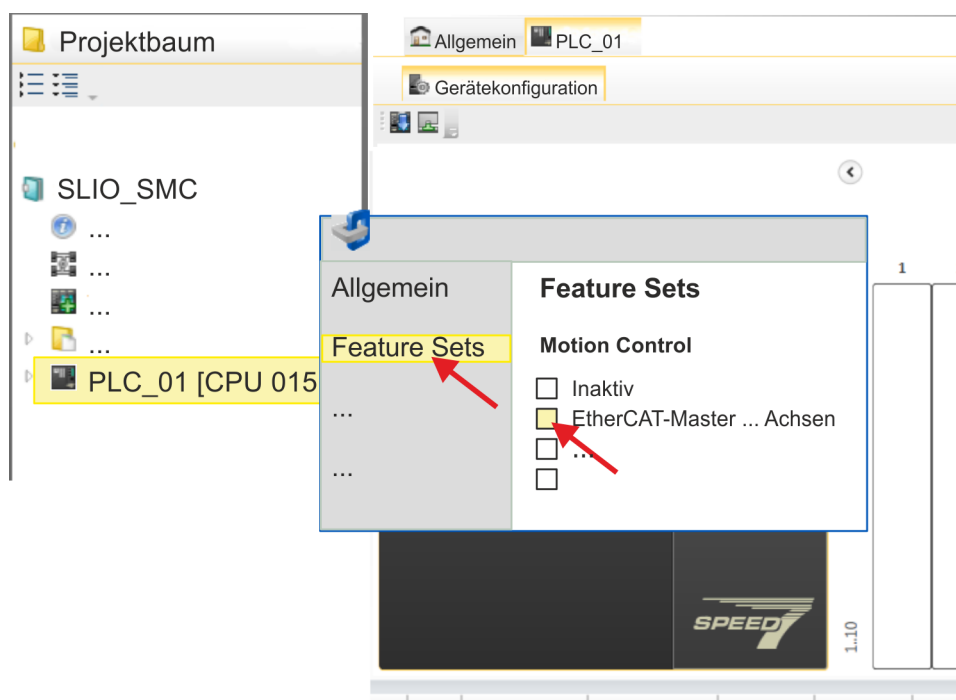 Projektbaum
SLIO_SMC
...
...
...
...
PLC_01 [CPU 015
Allgemein
PLC_01
Gerätekonfiguration
Allgemein
Feature Sets
...
...
Feature Sets
Motion Control
Inaktiv
EtherCAT-Master ... Achsen
...
1
SPEED7
1..10